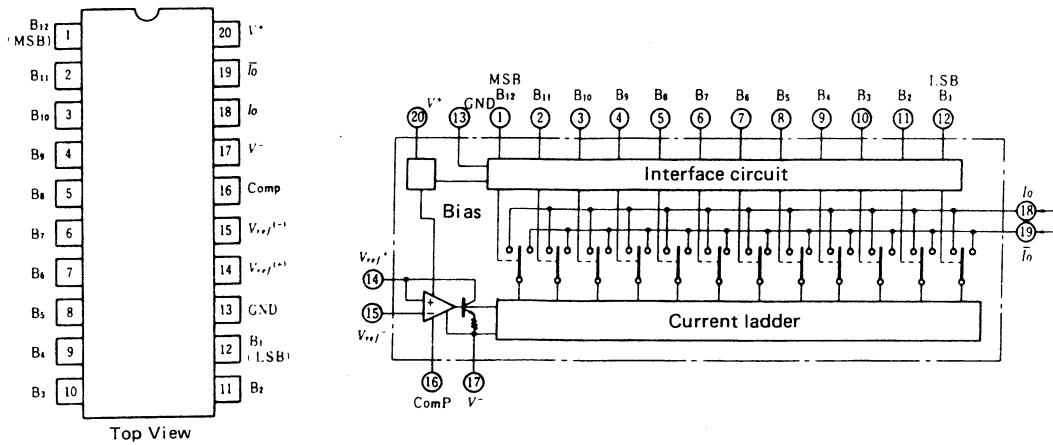 B₁₂ (MSB) 1
B₁₁ 2
B₁₀ 3
B₉ 4
B₈ 5
B₇ 6
B₆ 7
B₅ 8
B₄ 9
B₃ 10
20 V⁺
19 I̅o
18 Io
17 V⁻
16 Comp
15 Vref(-)
14 Vref(+)
13 GND
12 B₁ (LSB)
11 B₂
Top View
MSB LSB
V⁺ GND B₁₂ B₁₁ B₁₀ B₉ B₈ B₇ B₆ B₅ B₄ B₃ B₂ B₁
20 13 1 2 3 4 5 6 7 8 9 10 11 12
Interface circuit
Bias
Io
18
19
I̅o
Vref⁺
14
+
−
15
Vref⁻
Current ladder
16 17
ComP V⁻